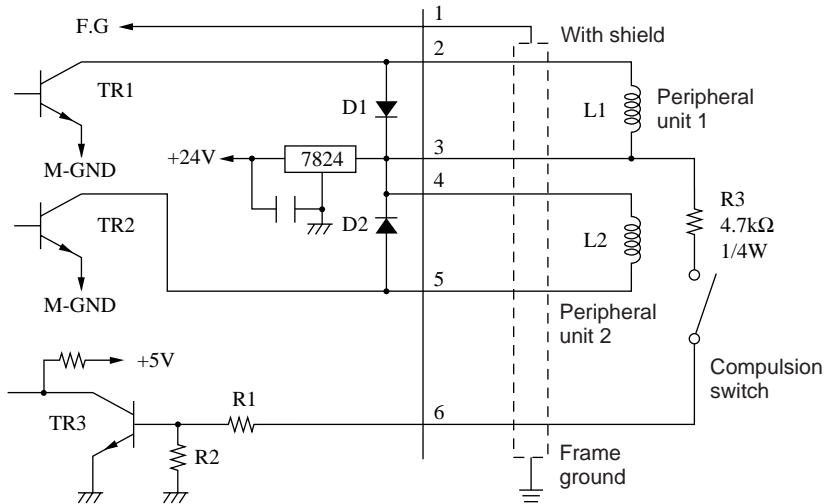 F.G
1
With shield
2
TR1
D1
L1
Peripheral
unit 1
M-GND
+24V
7824
3
4
R3
4.7kΩ
1/4W
TR2
D2
L2
M-GND
5
Peripheral
unit 2
+5V
Compulsion
switch
TR3
R1
6
R2
Frame
ground